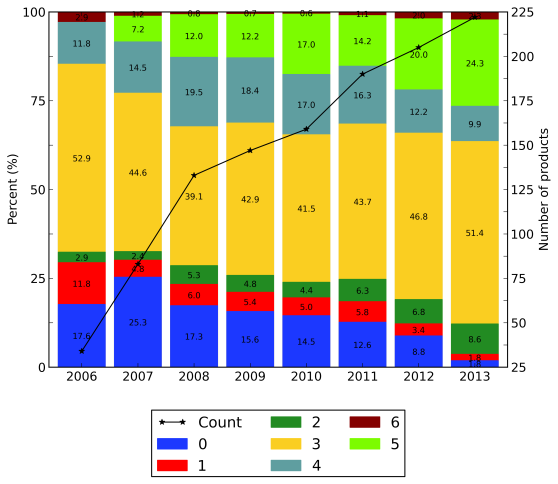 100 2.9 1.2 0.8 0.7 0.6 1.1 2.0 225
11.8 7.2 12.0 12.2 17.0 14.2 20.0 24.3 200
14.5 19.5 18.4 17.0 16.3 12.2 9.9
75 175
52.9 44.6 39.1 42.9 41.5 43.7 46.8 51.4 150
Percent (%) 50 125 Number of products
100
2.9 2.4 5.3 4.8 4.4 6.3 6.8 8.6
25 4.8 6.0 5.4 5.0 5.6 3.4 1.8 75
17.6 25.3 17.3 15.6 14.5 12.6 8.8 50
0 25
2006 2007 2008 2009 2010 2011 2012 2013
Count 2 6
0 3 5
1 4